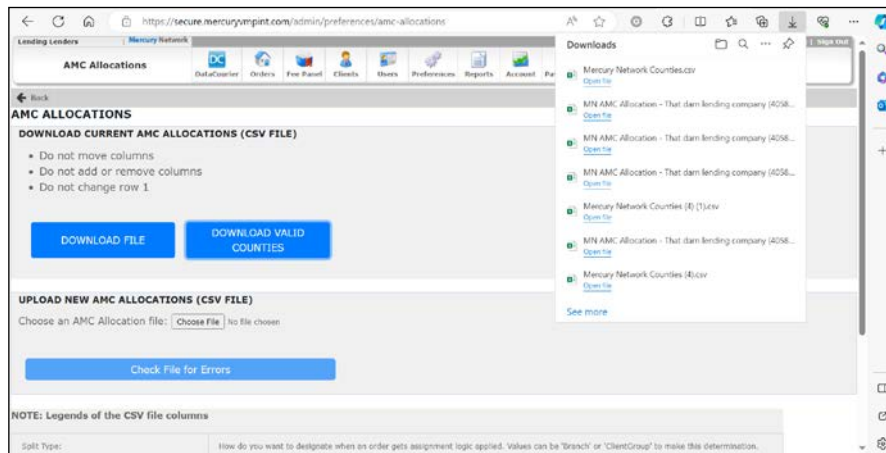 https://secure.mercuryvmpint.com/admin/preferences/amc-allocations
Lending Lenders
Mercury Network
Sign Out
AMC Allocations
DC
DataCourier
Orders
Fee Panel
Clients
Users
Preferences
Reports
Account
Back
AMC ALLOCATIONS
DOWNLOAD CURRENT AMC ALLOCATIONS (CSV FILE)
• Do not move columns
• Do not add or remove columns
• Do not change row 1
DOWNLOAD FILE
DOWNLOAD VALID
COUNTIES
UPLOAD NEW AMC ALLOCATIONS (CSV FILE)
Choose an AMC Allocation file: Choose File No file chosen
Check File for Errors
NOTE: Legends of the CSV file columns
Split Type:
How do you want to designate when an order gets assignment logic applied. Values can be 'Branch' or 'ClientGroup' to make this determination.
Downloads
Mercury Network Counties.csv
Open file
MN AMC Allocation - That darn lending company (4058...
Open file
MN AMC Allocation - That darn lending company (4058...
Open file
MN AMC Allocation - That darn lending company (4058...
Open file
Mercury Network Counties (4) (1).csv
Open file
MN AMC Allocation - That darn lending company (4058...
Open file
Mercury Network Counties (4).csv
Open file
See more